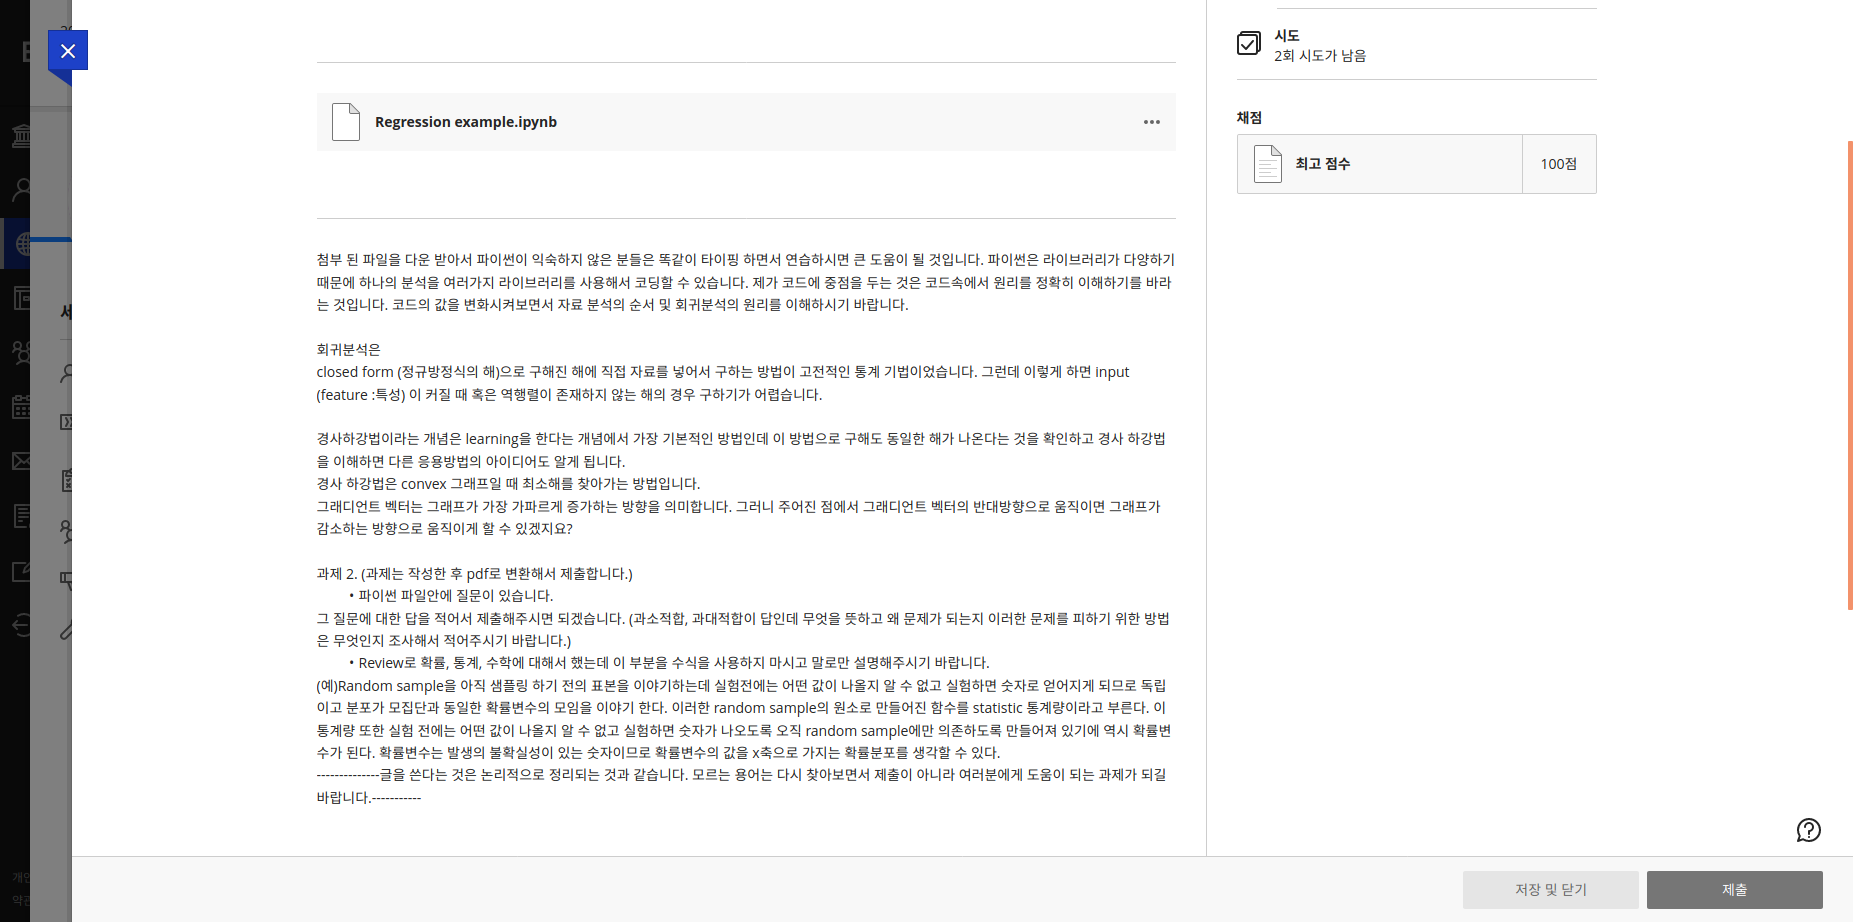 시도
2회 시도가 남음
Regression example.ipynb
채점
최고 점수
100점
첨부 된 파일을 다운 받아서 파이썬이 익숙하지 않은 분들은 똑같이 타이핑 하면서 연습하시면 큰 도움이 될 것입니다. 파이썬은 라이브러리가 다양하기
때문에 하나의 분석을 여러가지 라이브러리를 사용해서 코딩할 수 있습니다. 제가 코드에 중점을 두는 것은 코드속에서 원리를 정확히 이해하기를 바라
는 것입니다. 코드의 값을 변화시켜보면서 자료 분석의 순서 및 회귀분석의 원리를 이해하시기 바랍니다.
회귀분석은
closed form (정규방정식의 해)으로 구해진 해에 직접 자료를 넣어서 구하는 방법이 고전적인 통계 기법이었습니다. 그런데 이렇게 하면 input
(feature :특성) 이 커질 때 혹은 역행렬이 존재하지 않는 해의 경우 구하기가 어렵습니다.
경사하강법이라는 개념은 learning을 한다는 개념에서 가장 기본적인 방법인데 이 방법으로 구해도 동일한 해가 나온다는 것을 확인하고 경사 하강법
을 이해하면 다른 응용방법의 아이디어도 알게 됩니다.
경사 하강법은 convex 그래프일 때 최소해를 찾아가는 방법입니다.
그래디언트 벡터는 그래프가 가장 가파르게 증가하는 방향을 의미합니다. 그러니 주어진 점에서 그래디언트 벡터의 반대방향으로 움직이면 그래프가
감소하는 방향으로 움직이게 할 수 있겠지요?
과제 2. (과제는 작성한 후 pdf로 변환해서 제출합니다.)
• 파이썬 파일안에 질문이 있습니다.
그 질문에 대한 답을 적어서 제출해주시면 되겠습니다. (과소적합, 과대적합이 답인데 무엇을 뜻하고 왜 문제가 되는지 이러한 문제를 피하기 위한 방법
은 무엇인지 조사해서 적어주시기 바랍니다.)
• Review로 확률, 통계, 수학에 대해서 했는데 이 부분을 수식을 사용하지 마시고 말로만 설명해주시기 바랍니다.
(예)Random sample을 아직 샘플링 하기 전의 표본을 이야기하는데 실험전에는 어떤 값이 나올지 알 수 없고 실험하면 숫자로 얻어지게 되므로 독립
이고 분포가 모집단과 동일한 확률변수의 모임을 이야기 한다. 이러한 random sample의 원소로 만들어진 함수를 statistic 통계량이라고 부른다. 이
통계량 또한 실험 전에는 어떤 값이 나올지 알 수 없고 실험하면 숫자가 나오도록 오직 random sample에만 의존하도록 만들어져 있기에 역시 확률변
수가 된다. 확률변수는 발생의 불확실성이 있는 숫자이므로 확률변수의 값을 x축으로 가지는 확률분포를 생각할 수 있다.
--------------글을 쓴다는 것은 논리적으로 정리되는 것과 같습니다. 모르는 용어는 다시 찾아보면서 제출이 아니라 여러분에게 도움이 되는 과제가 되길
바랍니다.-----------
저장 및 닫기
제출